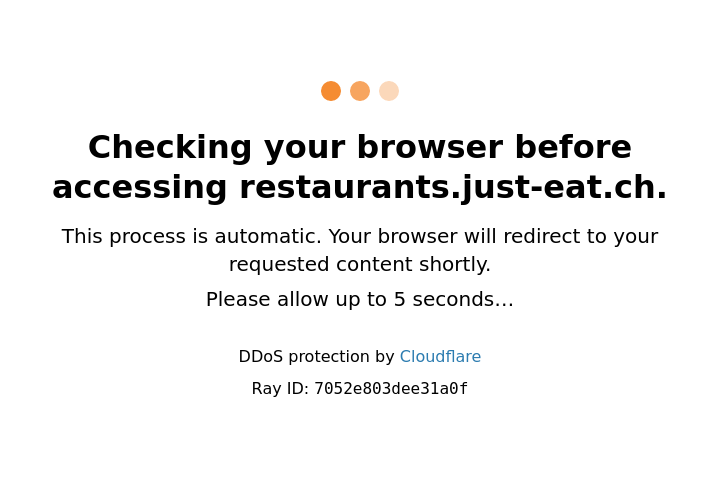 Checking your browser before
accessing restaurants.just-eat.ch.
This process is automatic. Your browser will redirect to your
requested content shortly.
Please allow up to 5 seconds…
DDoS protection by Cloudflare
Ray ID: 7052e803dee31a0f